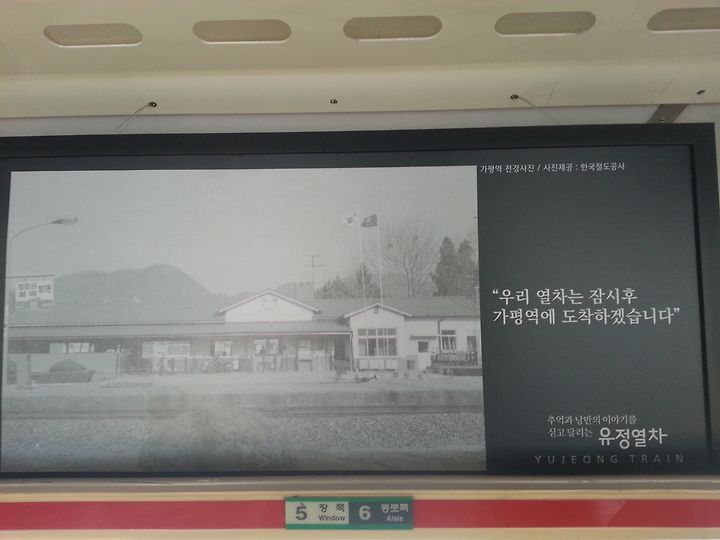 가평역 전경사진 / 사진제공 : 한국철도공사
“우리 열차는 잠시후
가평역에 도착하겠습니다”
추억과 낭만의 이야기를
싣고 달리는 유정열차
YUJEONG TRAIN
5 창 쪽 6 통로쪽
Window Aisle